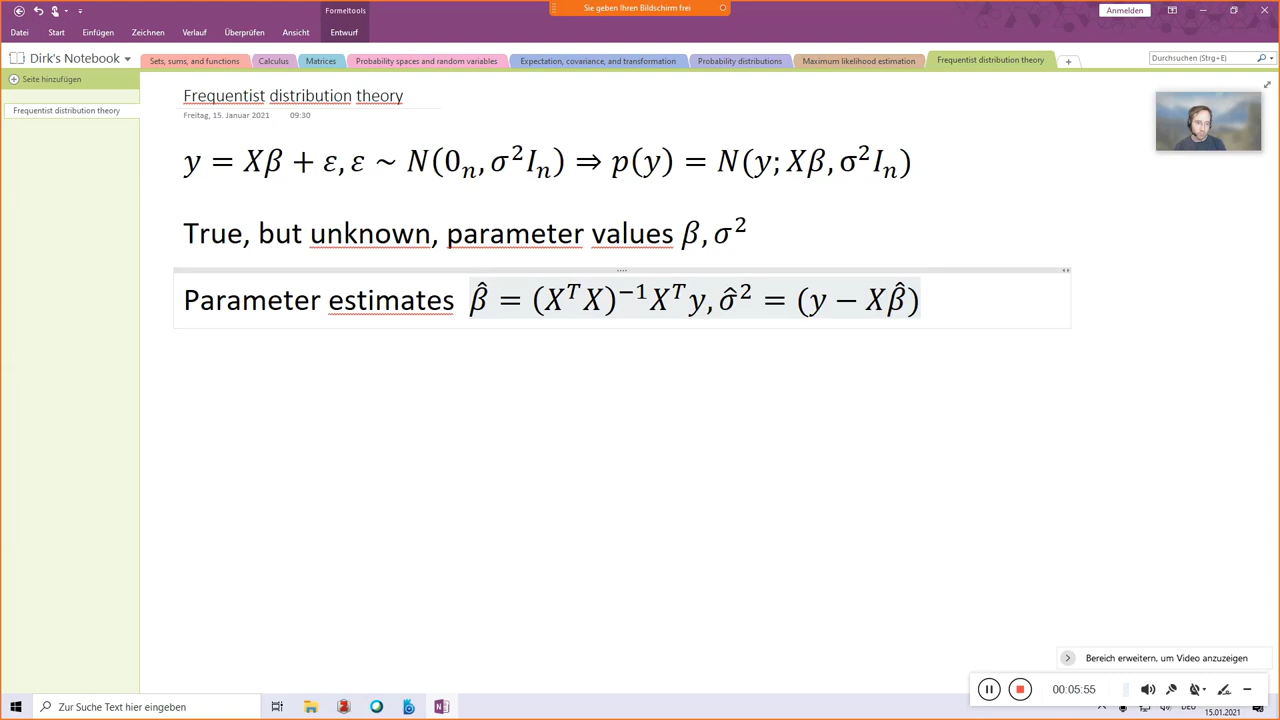 Formeltools
Sie geben Ihren Bildschirm frei
Anmelden
Datei Start Einfügen Zeichnen Verlauf Überprüfen Ansicht Entwurf
Dirk's Notebook
Sets, sums, and functions Calculus Matrices Probability spaces and random variables Expectation, covariance, and transformation Probability distributions Maximum likelihood estimation Frequentist distribution theory +
Durchsuchen (Strg+E)
Seite hinzufügen
Frequentist distribution theory
Frequentist distribution theory
Freitag, 15. Januar 2021 09:30
y = Xβ + ε, ε ~ N(0ₙ, σ²Iₙ) ⇒ p(y) = N(y; Xβ, σ²Iₙ)
True, but unknown, parameter values β, σ²
Parameter estimates β̂ = (XᵀX)⁻¹Xᵀy, σ̂² = (y − Xβ̂)
Bereich erweitern, um Video anzuzeigen
00:05:55
Zur Suche Text hier eingeben
15.01.2021